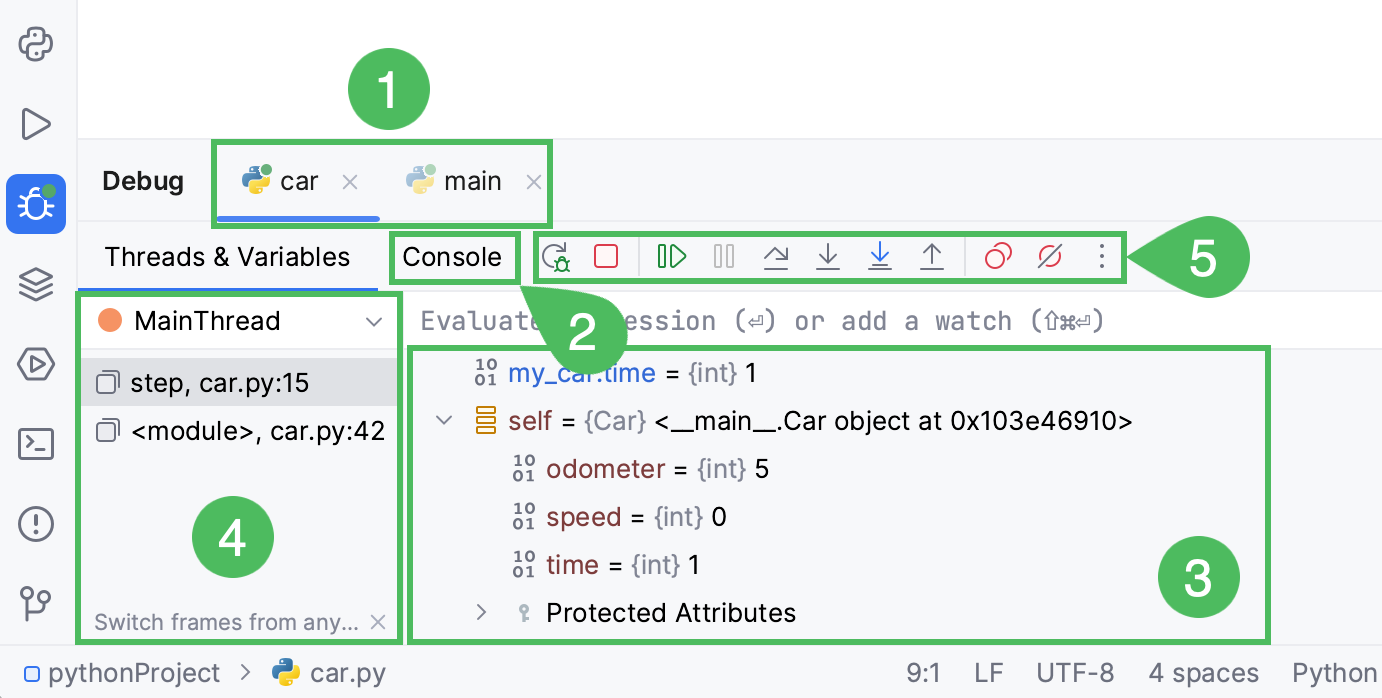 1
Debug car main
Threads & Variables Console
5
MainThread
Evaluate ession (⏎) or add a watch (⇧⌘⏎)
2
step, car.py:15
<module>, car.py:42
4
Switch frames from any...
10
01 my_car.time = {int} 1
self = {Car} <__main__.Car object at 0x103e46910>
10
01 odometer = {int} 5
10
01 speed = {int} 0
10
01 time = {int} 1
Protected Attributes
3
pythonProject > car.py 9:1 LF UTF-8 4 spaces Python